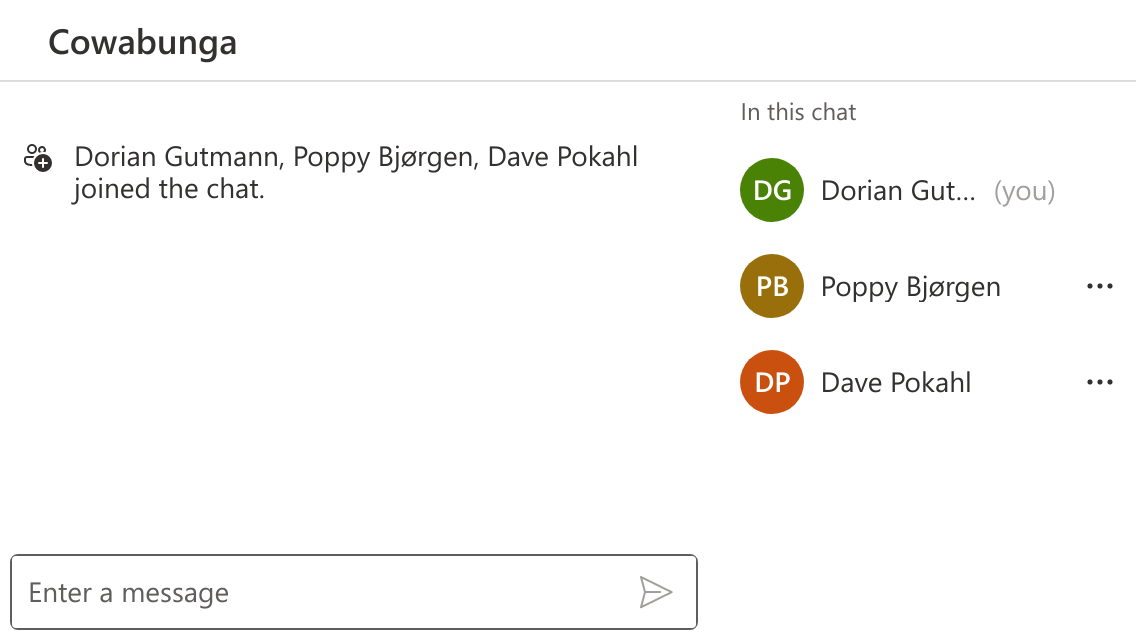 Cowabunga
Dorian Gutmann, Poppy Bjørgen, Dave Pokahl
joined the chat.
In this chat
DG Dorian Gut... (you)
PB Poppy Bjørgen
DP Dave Pokahl
Enter a message